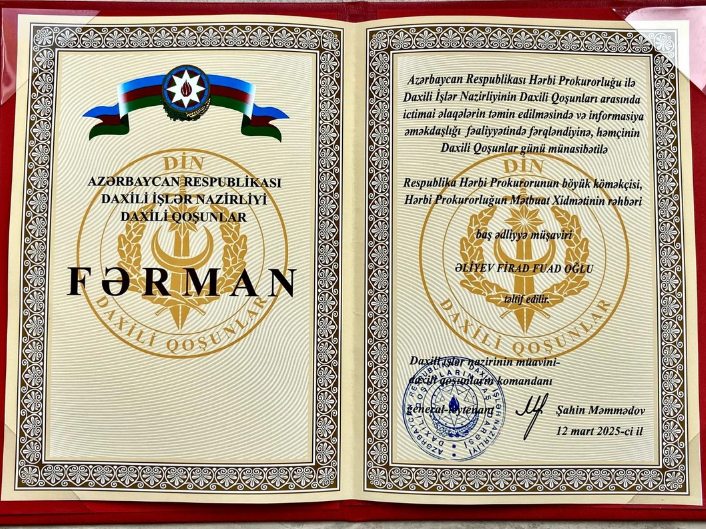 DİN
AZƏRBAYCAN RESPUBLİKASI
DAXİLİ İŞLƏR NAZİRLİYİ
DAXİLİ QOŞUNLAR
FƏRMAN
DAXİLİ QOŞUNLAR
Azərbaycan Respublikası Hərbi Prokurorluğu ilə
Daxili İşlər Nazirliyinin Daxili Qoşunları arasında
ictimai əlaqələrin təmin edilməsində və informasiya
əməkdaşlığı fəaliyyətində fərqləndiyinə, həmçinin
Daxili Qoşunlar günü münasibətilə
DİN
Respublika Hərbi Prokurorunun böyük köməkçisi,
Hərbi Prokurorluğun Mətbuat Xidmətinin rəhbəri
baş ədliyyə müşaviri
ƏLİYEV FİRAD FUAD OĞLU
təltif edilir.
DAXİLİ QOŞUNLAR
Daxili işlər nazirinin müavini-
daxili qoşunların komandanı
general-leytenant Şahin Məmmədov
12 mart 2025-ci il